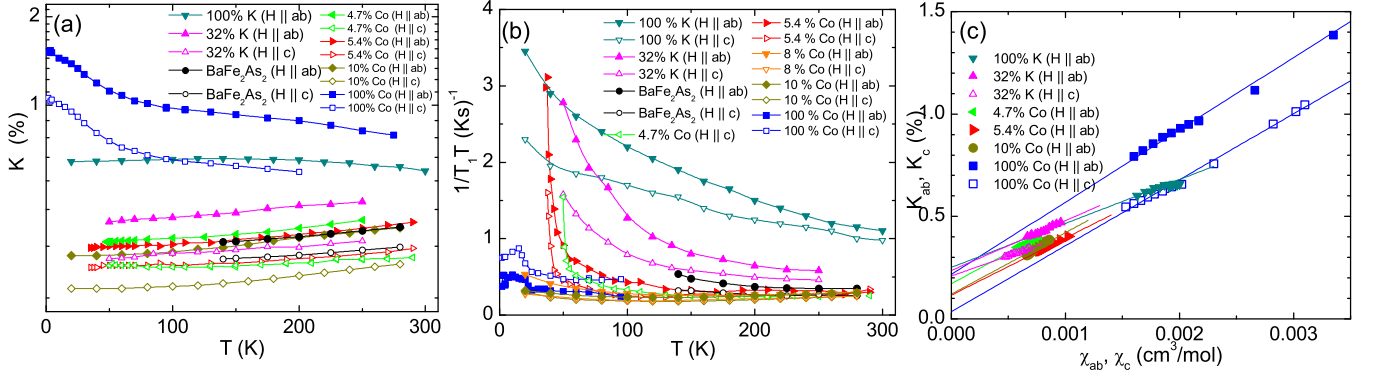 (a)
100% K (H || ab)
32% K (H || ab)
32% K (H || c)
BaFe2As2 (H || ab)
BaFe2As2 (H || c)
4.7% Co (H || ab)
4.7% Co (H || c)
5.4% Co (H || ab)
5.4% Co (H || c)
10% Co (H || ab)
10% Co (H || c)
100% Co (H || ab)
100% Co (H || c)
2
1
K (%)
0 100 200 300
T (K)
(b)
100 % K (H || ab)
100 % K (H || c)
32% K (H || ab)
32% K (H || c)
BaFe2As2 (H || ab)
BaFe2As2 (H || c)
4.7% Co (H || c)
5.4 % Co (H || ab)
5.4 % Co (H || c)
8 % Co (H || ab)
8 % Co (H || c)
10 % Co (H || ab)
10 % Co (H || c)
100 % Co (H || ab)
100 % Co (H || c)
4
3
2
1
0
1/T1T (Ks)-1
0 50 100 150 200 250 300
T (K)
(c)
100% K (H || ab)
32% K (H || ab)
32% K (H || c)
4.7% Co (H || ab)
5.4% Co (H || ab)
10% Co (H || ab)
100% Co (H || ab)
100% Co (H || c)
1.5
1.0
0.5
0.0
Kab, Kc (%)
0.000 0.001 0.002 0.003
χab, χc (cm3/mol)